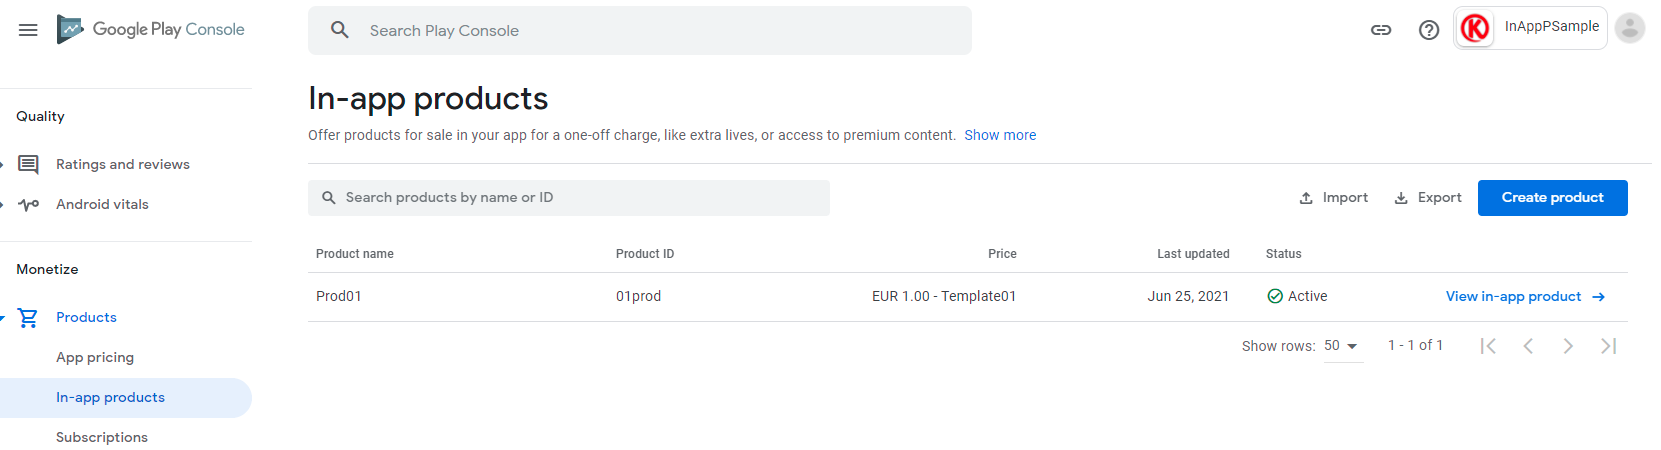 Google Play Console
Search Play Console
InAppPSample
Quality
Ratings and reviews
Android vitals
Monetize
Products
App pricing
In-app products
Subscriptions
In-app products
Offer products for sale in your app for a one-off charge, like extra lives, or access to premium content. Show more
Search products by name or ID
Import
Export
Create product
Product name Product ID Price Last updated Status
Prod01 01prod EUR 1.00 - Template01 Jun 25, 2021 Active View in-app product
Show rows: 50 1 - 1 of 1